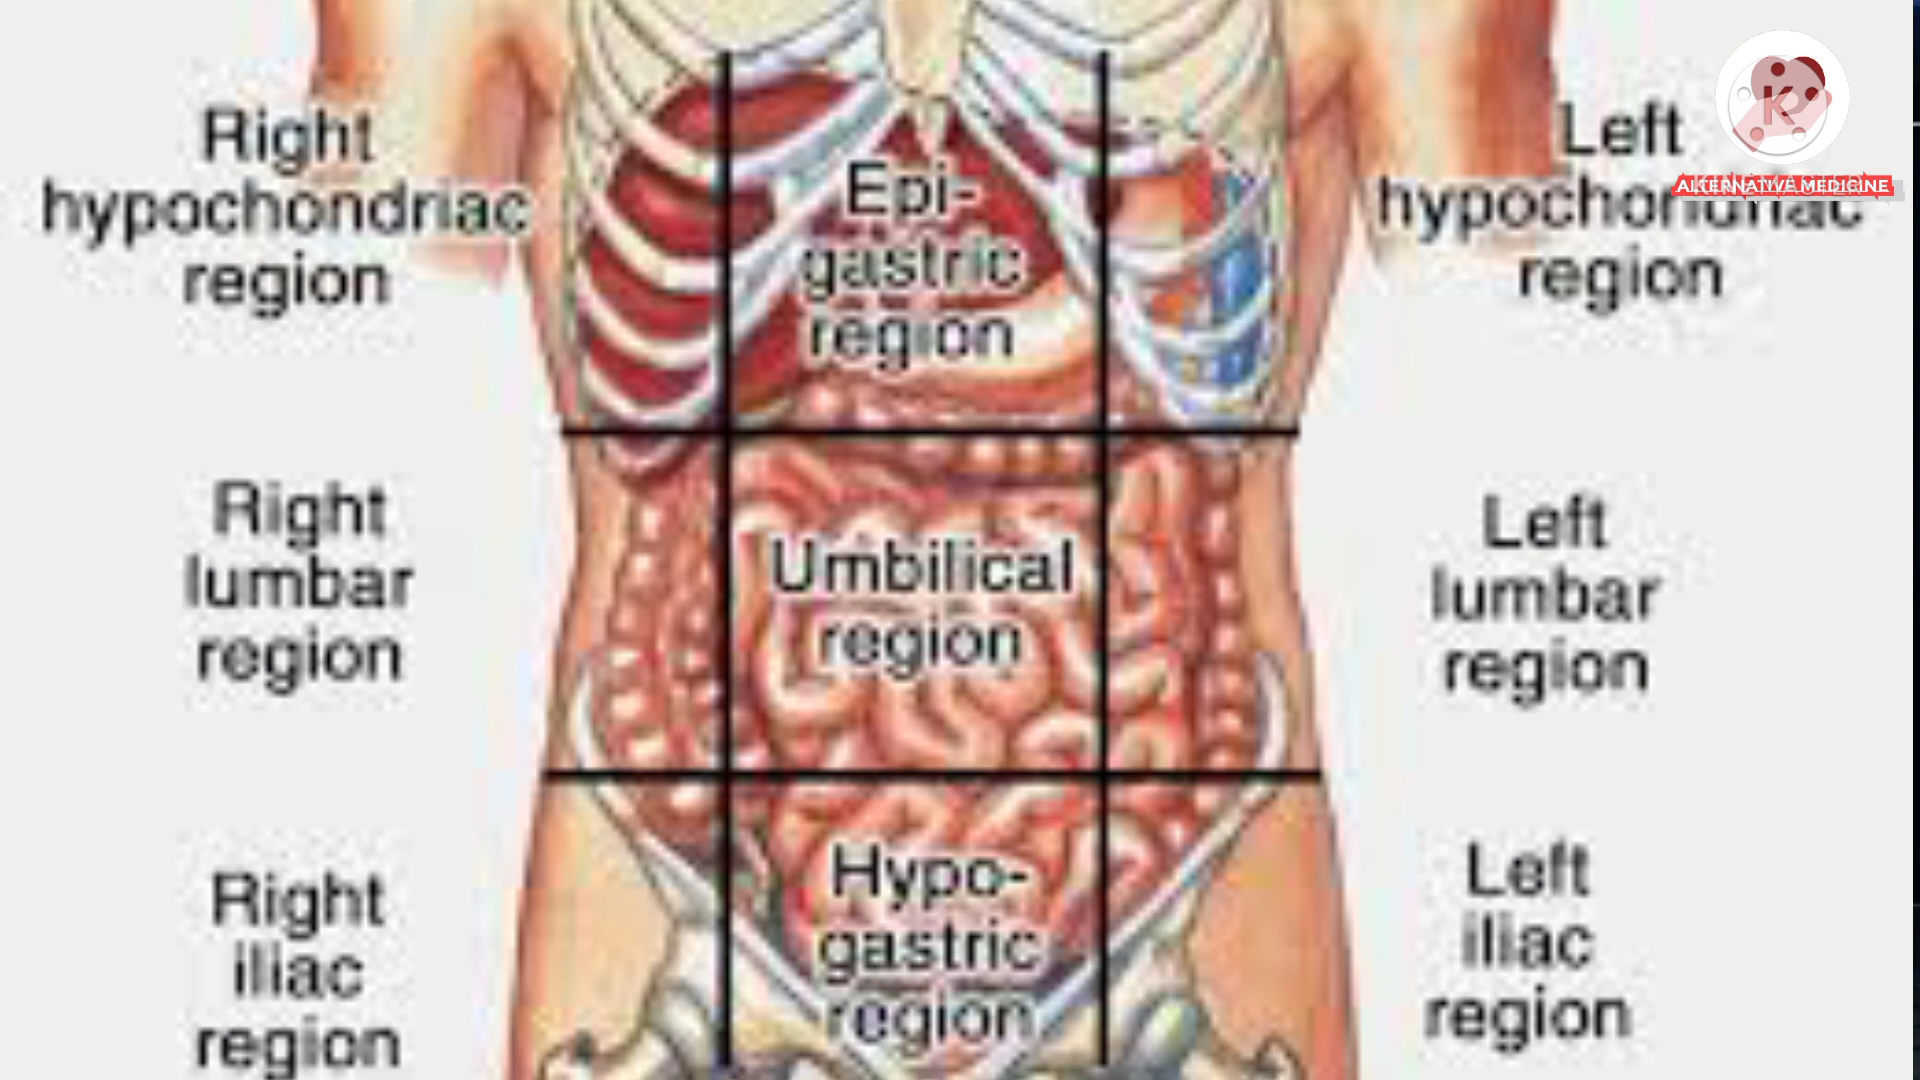 Right
hypochondriac
region
Epi-
gastric
region
Left
hypochondriac
region
K
ALTERNATIVE MEDICINE
Right
lumbar
region
Umbilical
region
Left
lumbar
region
Right
iliac
region
Hypo-
gastric
region
Left
iliac
region